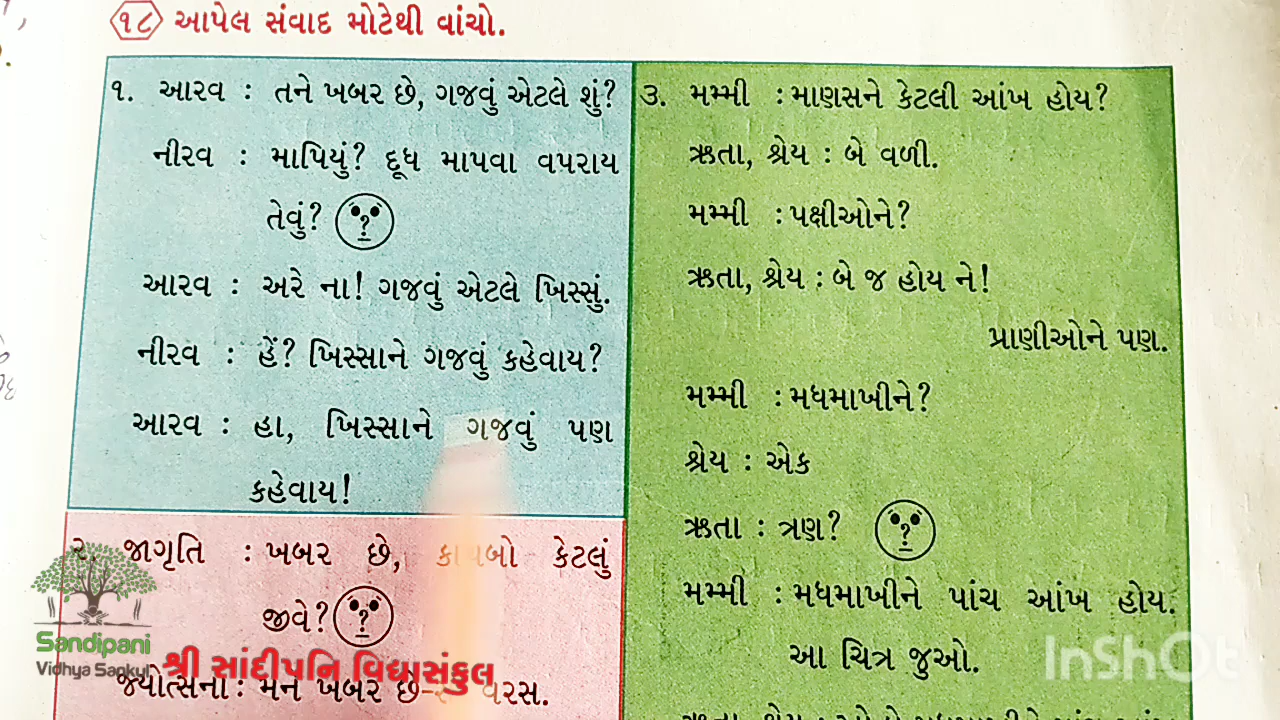 ૧૮ આપેલ સંવાદ મોટેથી વાંચો.
૧. આરવ : તને ખબર છે, ગજવું એટલે શું?
નીરવ : માપિયું? દૂધ માપવા વપરાય
તેવું?
આરવ : અરે ના! ગજવું એટલે ખિસ્સું.
નીરવ : હેં? ખિસ્સાને ગજવું કહેવાય?
આરવ : હા, ખિસ્સાને ગજવું પણ
કહેવાય!
૨. જાગૃતિ : ખબર છે, કાચબો કેટલું
જીવે?
જ્યોત્સના : મને ખબર છે વરસ.
૩. મમ્મી : માણસને કેટલી આંખ હોય?
ઋતા, શ્રેય : બે વળી.
મમ્મી : પક્ષીઓને?
ઋતા, શ્રેય : બે જ હોય ને!
પ્રાણીઓને પણ.
મમ્મી : મધમાખીને?
શ્રેય : એક
ઋતા : ત્રણ?
મમ્મી : મધમાખીને પાંચ આંખ હોય.
આ ચિત્ર જુઓ.
Sandipani
Vidhya Sankul
શ્રી સાંદીપનિ વિદ્યાસંકુલ
InShOt